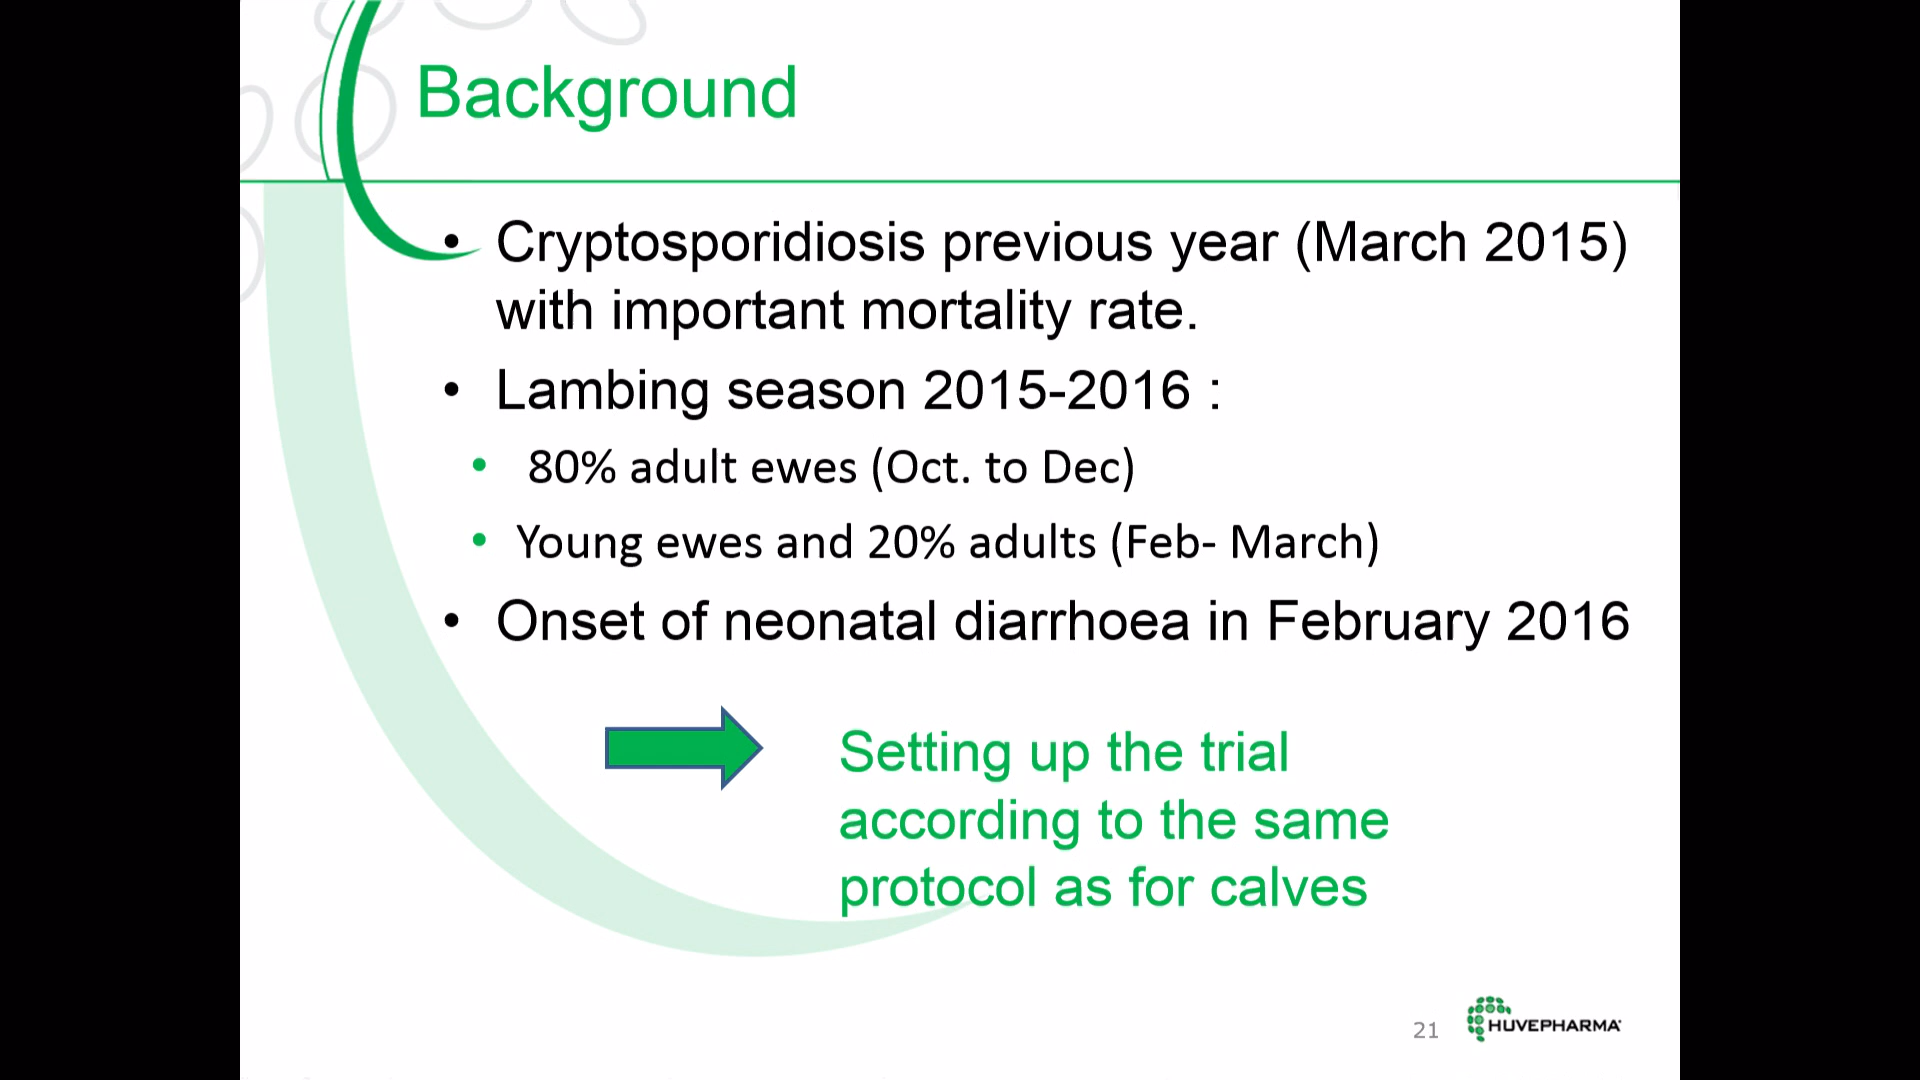 Background
• Cryptosporidiosis previous year (March 2015)
with important mortality rate.
• Lambing season 2015-2016 :
• 80% adult ewes (Oct. to Dec)
• Young ewes and 20% adults (Feb- March)
• Onset of neonatal diarrhoea in February 2016
Setting up the trial
according to the same
protocol as for calves
21
HUVEPHARMA